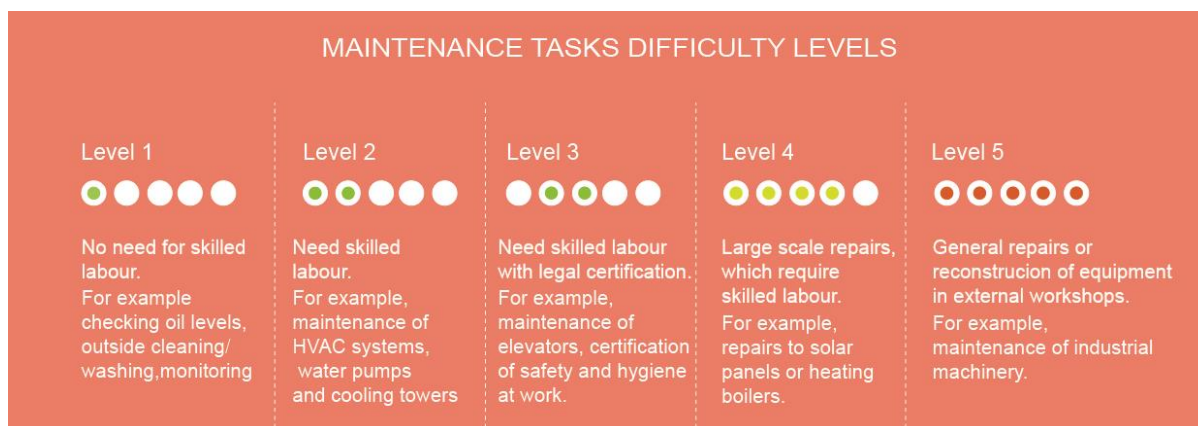 MAINTENANCE TASKS DIFFICULTY LEVELS
Level 1
No need for skilled
labour.
For example
checking oil levels,
outside cleaning/
washing,monitoring
Level 2
Need skilled
labour.
For example,
maintenance of
HVAC systems,
water pumps
and cooling towers
Level 3
Need skilled labour
with legal certification.
For example,
maintenance of
elevators, certification
of safety and hygiene
at work.
Level 4
Large scale repairs,
which require
skilled labour.
For example,
repairs to solar
panels or heating
boilers.
Level 5
General repairs or
reconstrucion of equipment
in external workshops.
For example,
maintenance of industrial
machinery.